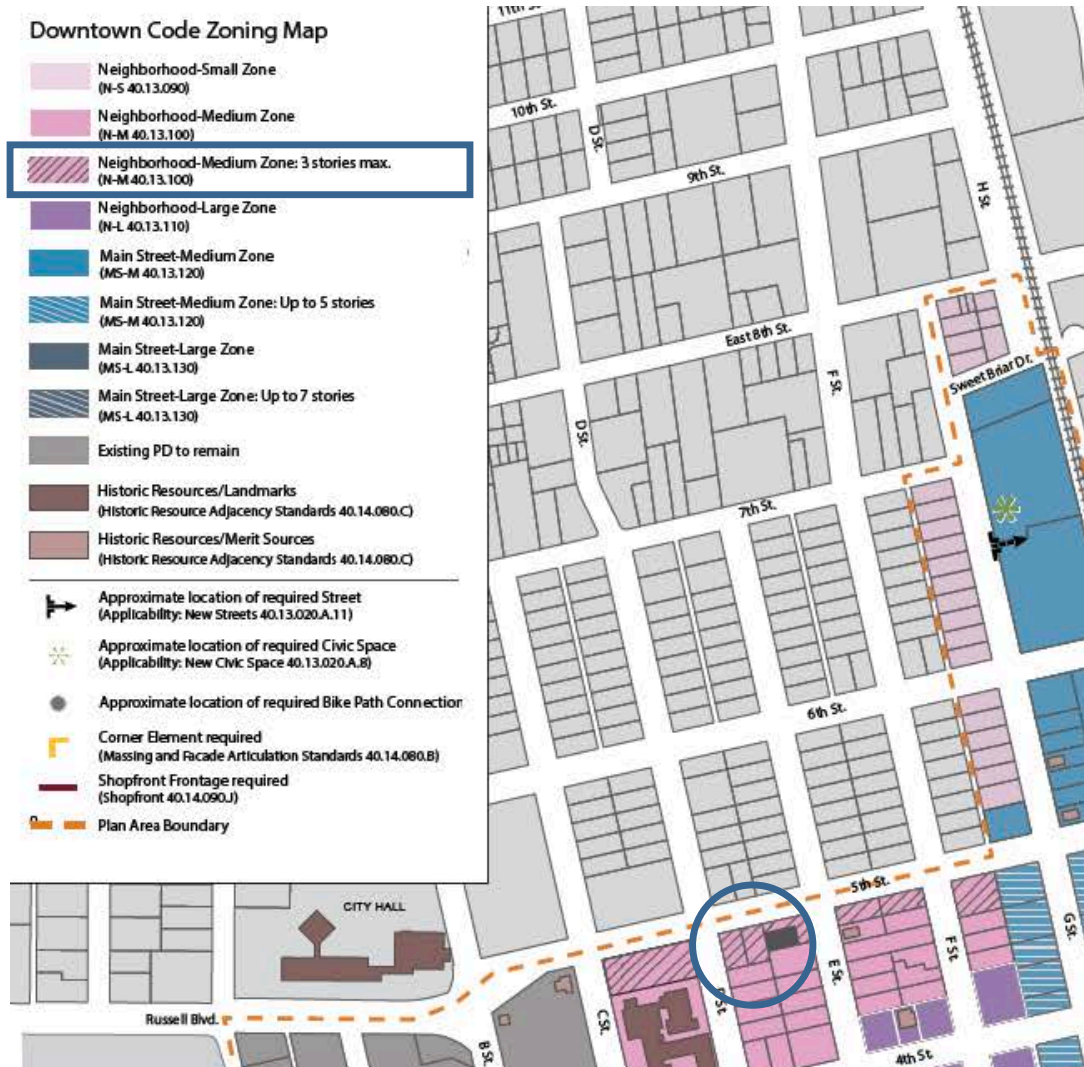 Downtown Code Zoning Map
Neighborhood-Small Zone
(N-S 40.13.090)
Neighborhood-Medium Zone
(N-M 40.13.100)
Neighborhood-Medium Zone: 3 stories max.
(N-M 40.13.100)
Neighborhood-Large Zone
(N-L 40.13.110)
Main Street-Medium Zone
(MS-M 40.13.120)
Main Street-Medium Zone: Up to 5 stories
(MS-M 40.13.120)
Main Street-Large Zone
(MS-L 40.13.130)
Main Street-Large Zone: Up to 7 stories
(MS-L 40.13.130)
Existing PD to remain
Historic Resources/Landmarks
(Historic Resource Adjacency Standards 40.14.080.C)
Historic Resources/Merit Sources
(Historic Resource Adjacency Standards 40.14.080.C)
Approximate location of required Street
(Applicability: New Streets 40.13.020.A.11)
Approximate location of required Civic Space
(Applicability: New Civic Space 40.13.020.A.8)
Approximate location of required Bike Path Connection
Corner Element required
(Massing and Facade Articulation Standards 40.14.080.B)
Shopfront Frontage required
(Shopfront 40.14.090.J)
Plan Area Boundary
11th St.
10th St.
D St.
9th St.
H St.
East 8th St.
F St.
Sweet Briar Dr.
D St.
7th St.
6th St.
5th St.
CITY HALL
G St.
F St.
E St.
D St.
C St.
Russell Blvd.
B St.
4th St